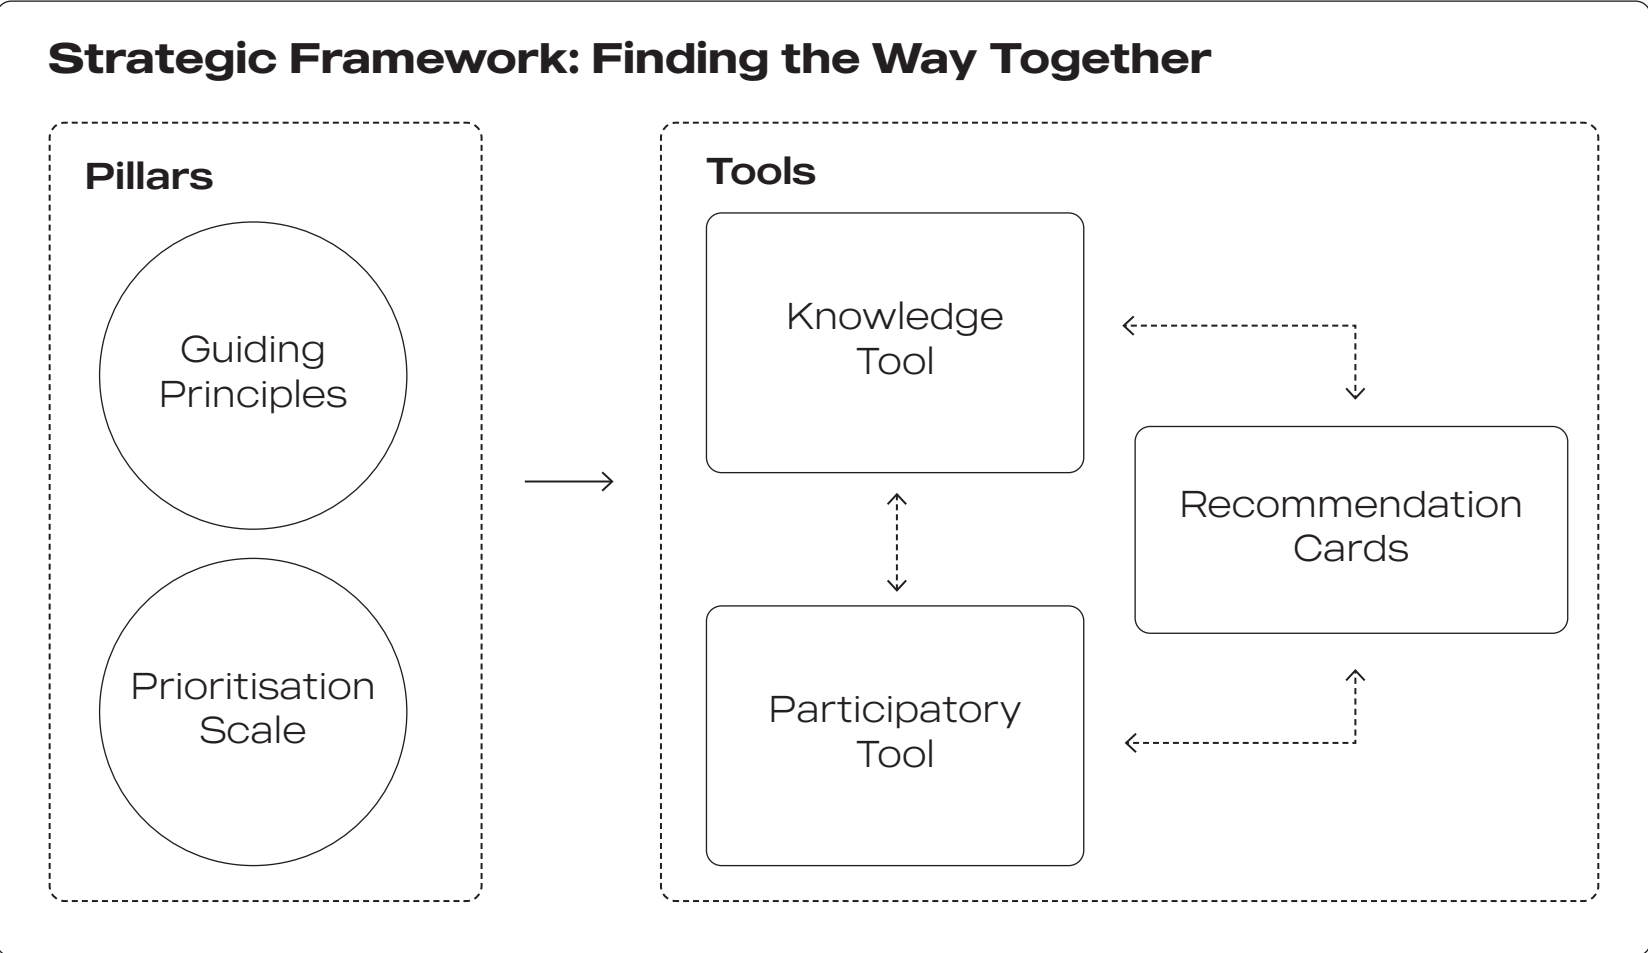 Strategic Framework: Finding the Way Together
Pillars
Guiding
Principles
Prioritisation
Scale
Tools
Knowledge
Tool
Participatory
Tool
Recommendation
Cards